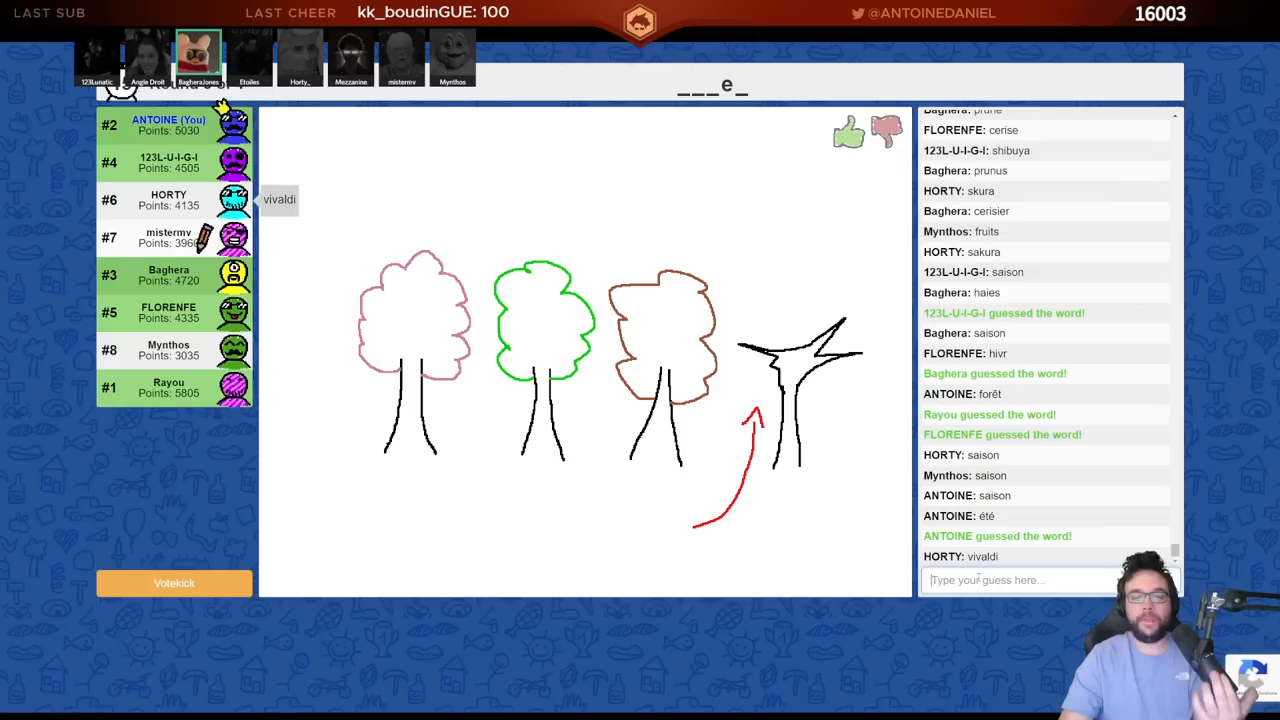 LAST SUB
LAST CHEER
kk_boudinGUE: 100
@ANTOINEDANIEL
16003
123Lunatic
Angle Droit
BagheraJones
Etoiles
Horty_
Mezzanine
mistermv
Mynthos
___e_
#2
ANTOINE (You)
Points: 5030
#4
123L-U-I-G-I
Points: 4505
#6
HORTY
Points: 4135
vivaldi
#7
mistermv
Points: 3960
#3
Baghera
Points: 4720
#5
FLORENFE
Points: 4335
#8
Mynthos
Points: 3035
#1
Rayou
Points: 5805
Votekick
Baghera: prune
FLORENFE: cerise
123L-U-I-G-I: shibuya
Baghera: prunus
HORTY: skura
Baghera: cerisier
Mynthos: fruits
HORTY: sakura
123L-U-I-G-I: saison
Baghera: haies
123L-U-I-G-I guessed the word!
Baghera: saison
FLORENFE: hivr
Baghera guessed the word!
ANTOINE: forêt
Rayou guessed the word!
FLORENFE guessed the word!
HORTY: saison
Mynthos: saison
ANTOINE: saison
ANTOINE: été
ANTOINE guessed the word!
HORTY: vivaldi
Type your guess here...